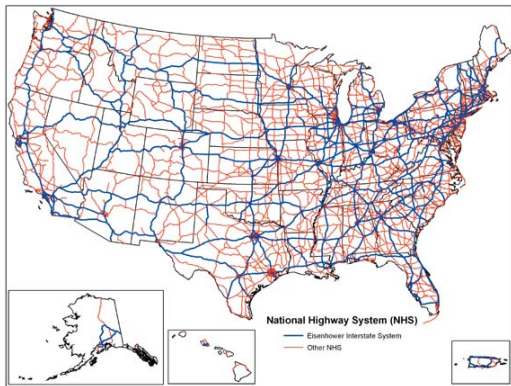 National Highway System (NHS)
Eisenhower Interstate System
Other NHS